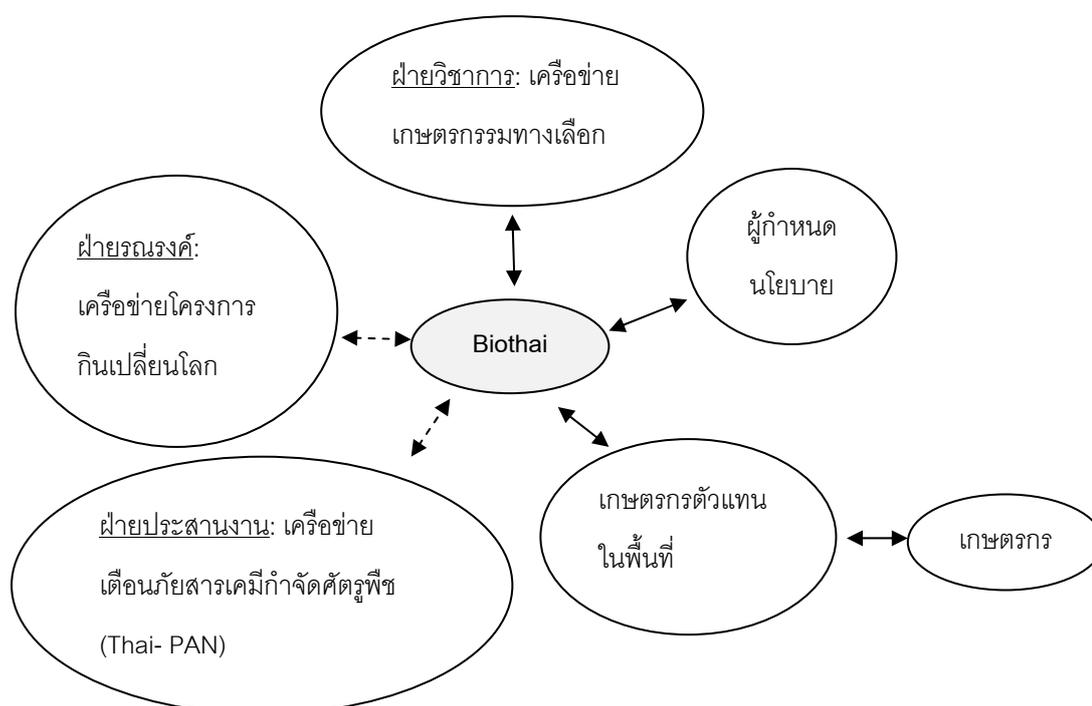 ฝ่ายวิชาการ: เครือข่าย
เกษตรกรรมทางเลือก
ผู้กำหนด
นโยบาย
ฝ่ายรณรงค์:
เครือข่ายโครงการ
กินเปลี่ยนโลก
Biothai
เกษตรกรตัวแทน
ในพื้นที่
เกษตรกร
ฝ่ายประสานงาน: เครือข่าย
เตือนภัยสารเคมีกำจัดศัตรูพืช
(Thai- PAN)